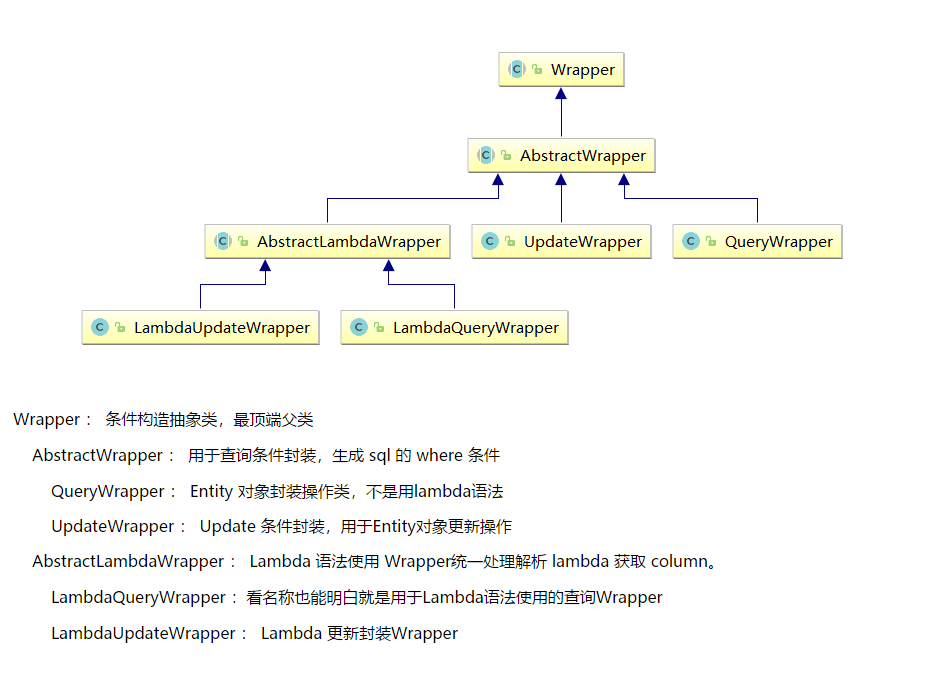 Wrapper
AbstractWrapper
AbstractLambdaWrapper
UpdateWrapper
QueryWrapper
LambdaUpdateWrapper
LambdaQueryWrapper
Wrapper： 条件构造抽象类，最顶端父类
AbstractWrapper： 用于查询条件封装，生成 sql 的 where 条件
QueryWrapper： Entity 对象封装操作类，不是用lambda语法
UpdateWrapper： Update 条件封装，用于Entity对象更新操作
AbstractLambdaWrapper： Lambda 语法使用 Wrapper统一处理解析 lambda 获取 column。
LambdaQueryWrapper：看名称也能明白就是用于Lambda语法使用的查询Wrapper
LambdaUpdateWrapper： Lambda 更新封装Wrapper